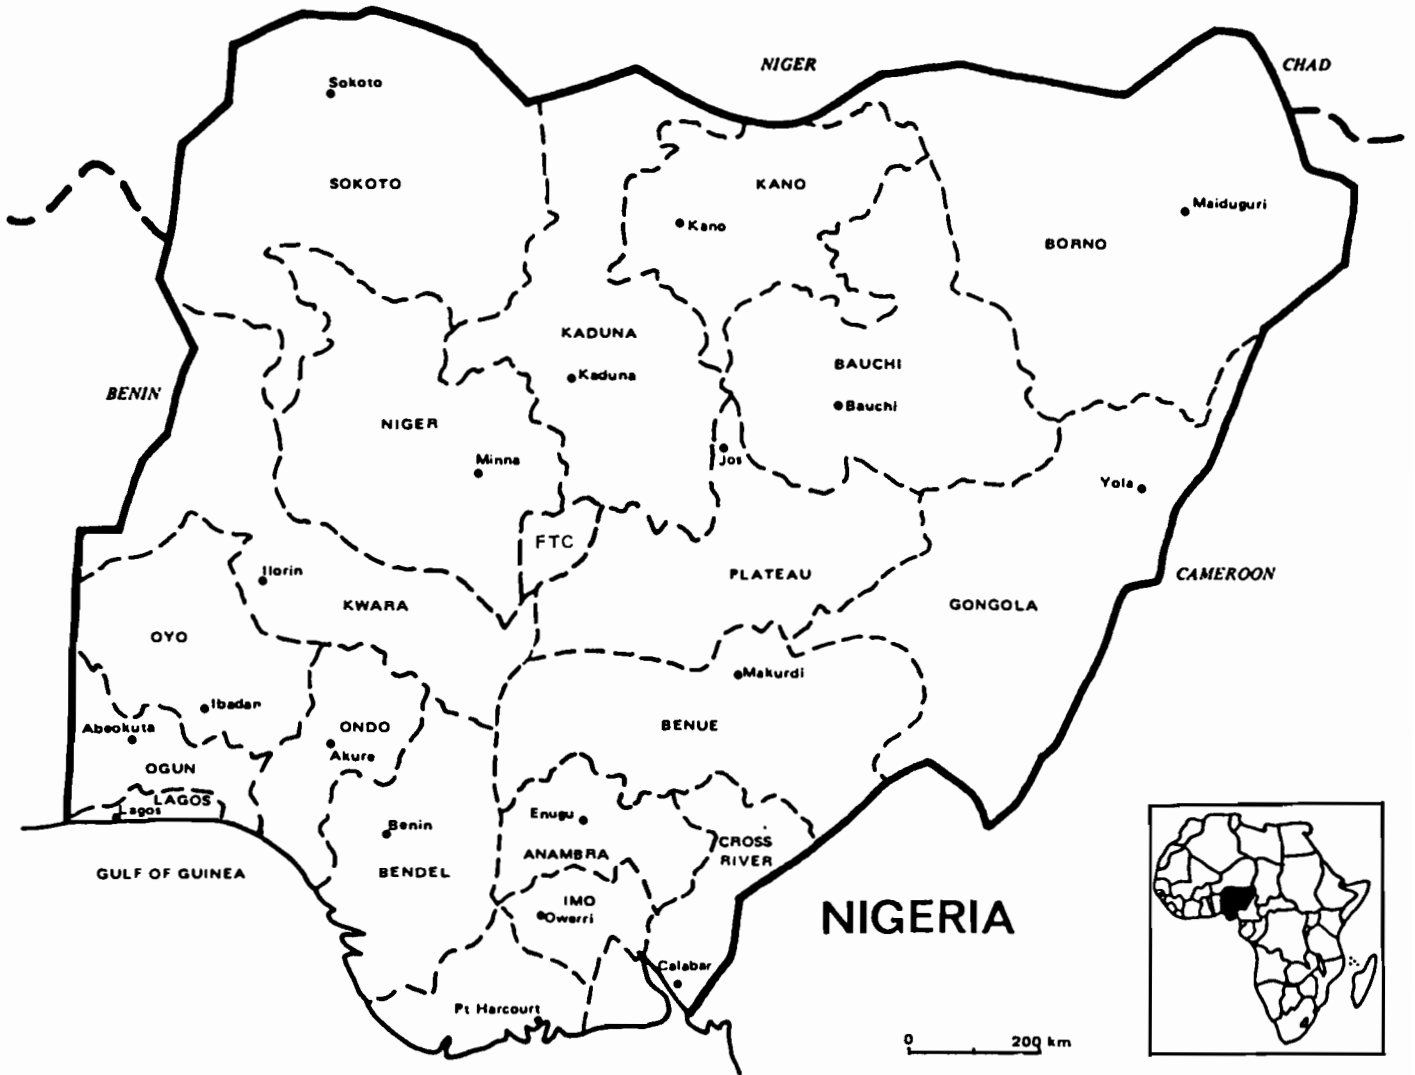 NIGER
CHAD
Sokoto
SOKOTO
KANO
Kano
Maiduguri
BORNO
KADUNA
Kaduna
BAUCHI
Bauchi
BENIN
NIGER
Minna
Jos
Yola
FTC
Ilorin
KWARA
PLATEAU
GONGOLA
CAMEROON
OYO
Makurdi
Ibadan
Abeokuta
ONDO
Akure
BENUE
OGUN
LAGOS
Lagos
Enugu
Benin
CROSS
RIVER
ANAMBRA
GULF OF GUINEA
BENDEL
IMO
Owerri
NIGERIA
Calabar
Pt Harcourt
0 200 km